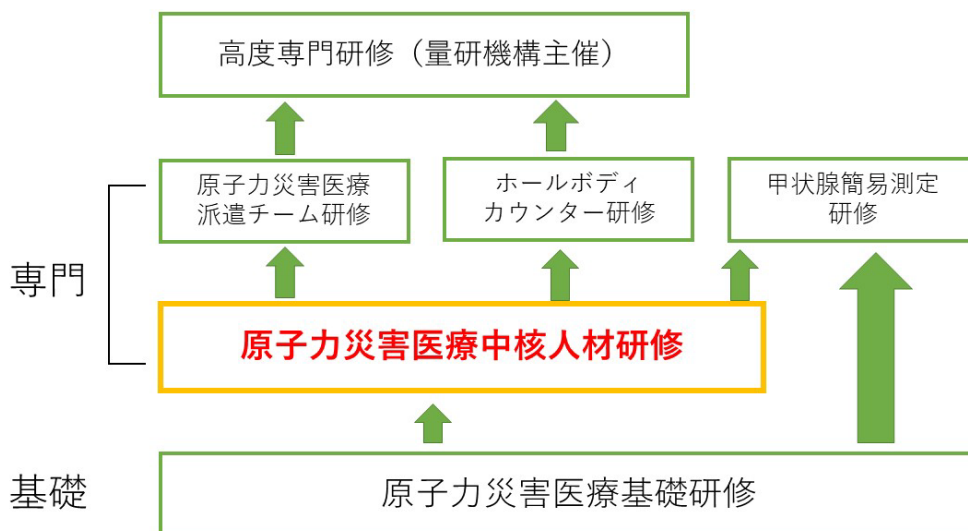 高度専門研修（量研機構主催）
原子力災害医療
派遣チーム研修
ホールボディ
カウンター研修
甲状腺簡易測定
研修
専門
原子力災害医療中核人材研修
基礎
原子力災害医療基礎研修